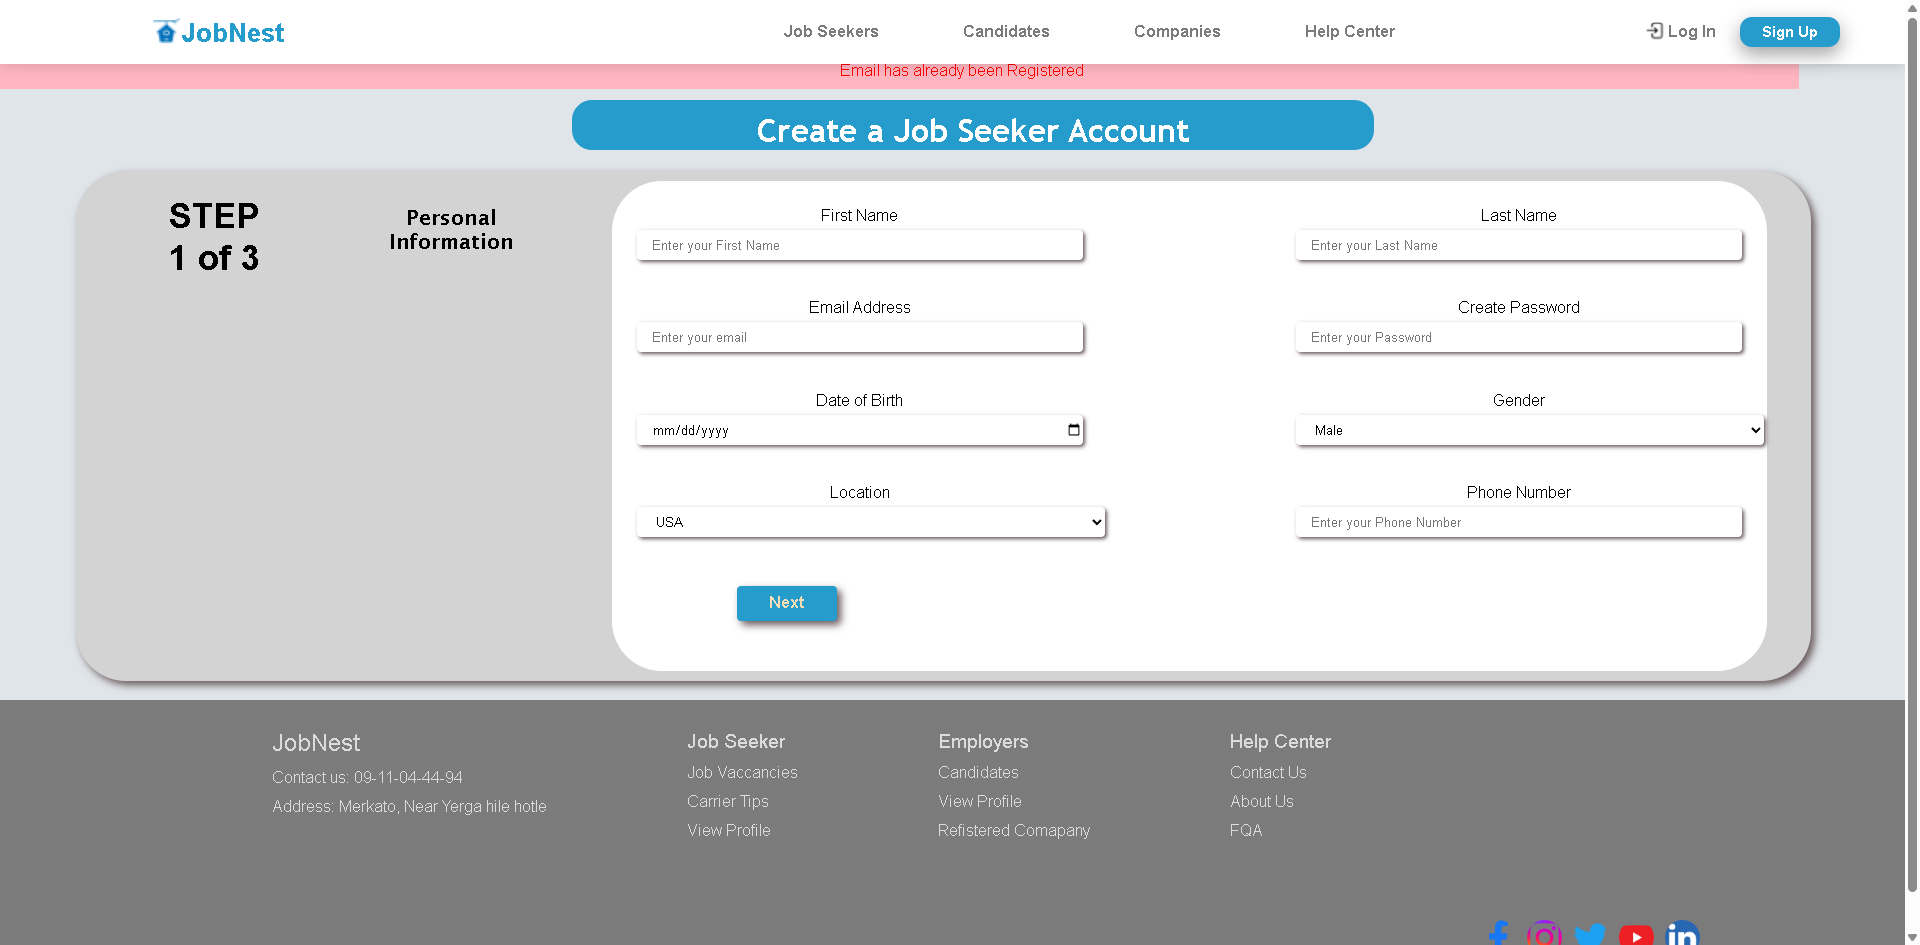 JobNest
Job Seekers
Candidates
Companies
Help Center
Log In
Sign Up
Email has already been Registered
Create a Job Seeker Account
STEP
1 of 3
Personal
Information
First Name
Last Name
Enter your First Name
Enter your Last Name
Email Address
Create Password
Enter your email
Enter your Password
Date of Birth
Gender
mm/dd/yyyy
Male
Location
Phone Number
USA
Enter your Phone Number
Next
JobNest
Contact us: 09-11-04-44-94
Address: Merkato, Near Yerga hile hotle
Job Seeker
Job Vaccancies
Carrier Tips
View Profile
Employers
Candidates
View Profile
Refistered Comapany
Help Center
Contact Us
About Us
FQA
in